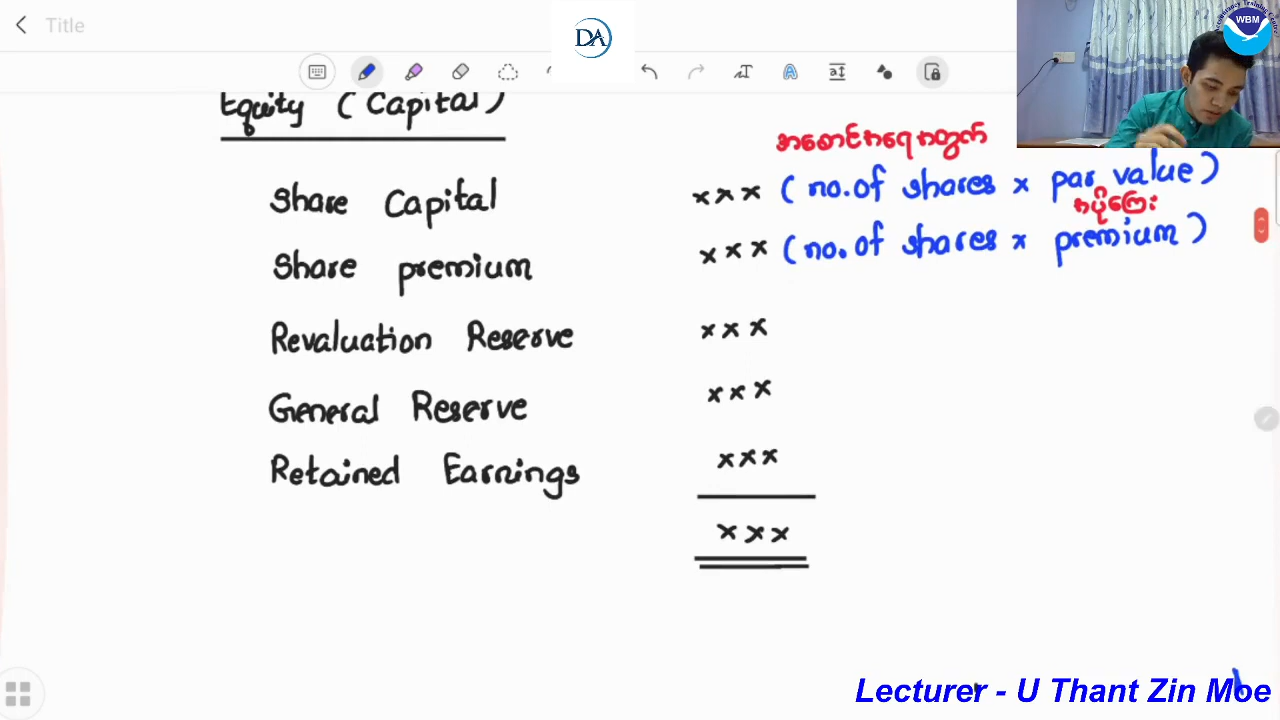 Title
DA
WBM
Equity (Capital)
အစောင်အရေအတွက်
Share Capital xxx (no.of shares x par value)
အပိုကြေး
Share premium xxx (no.of shares x premium)
Revaluation Reserve xxx
General Reserve xxx
Retained Earnings xxx
xxx
Lecturer - U Thant Zin Moe